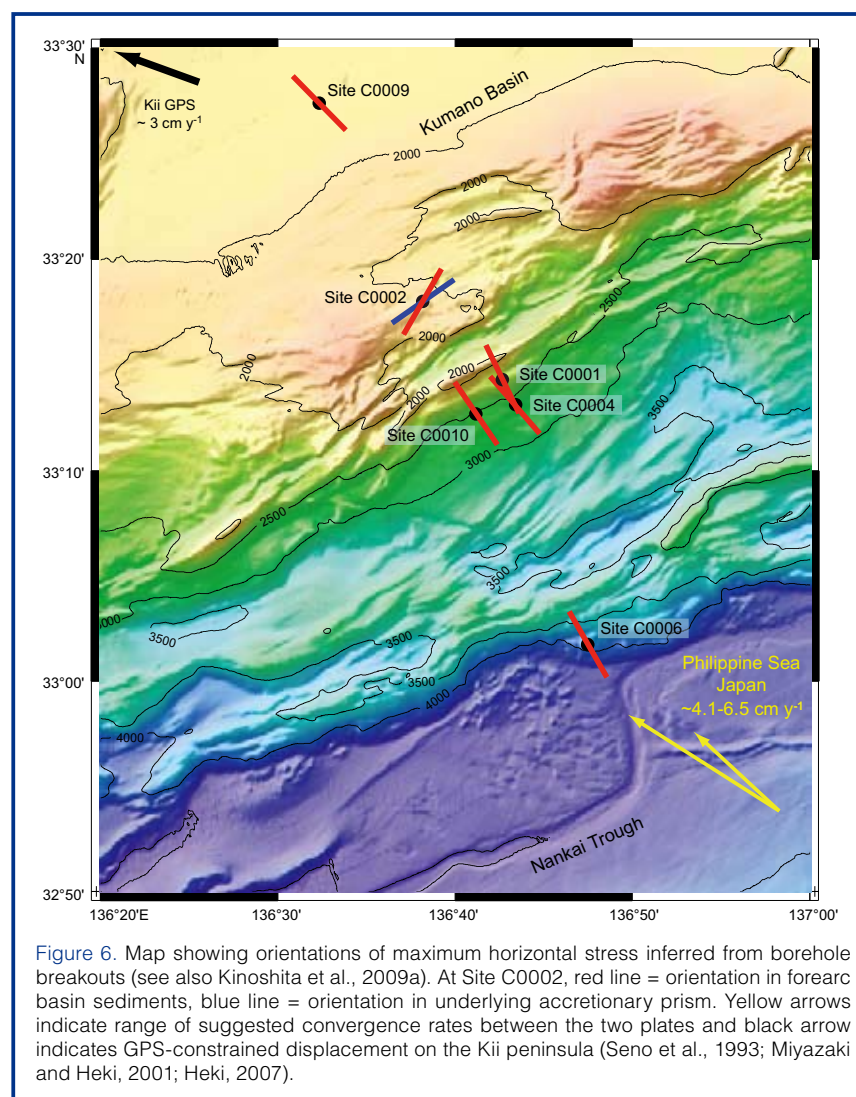 33°30'
N
Kii GPS
~ 3 cm y-1
Site C0009
Kumano Basin
2000
2000
2000
33°20'
Site C0002
2500
2000
2000
2000
Site C0001
2000
Site C0004
3500
Site C0010
33°10'
3000
2500
3500
3000
3500
3500
Site C0006
33°00'
3500
Philippine Sea
Japan
~4.1-6.5 cm y-1
4000
4000
Nankai Trough
32°50'
136°20'E
136°30'
136°40'
136°50'
137°00'
Figure 6. Map showing orientations of maximum horizontal stress inferred from borehole
breakouts (see also Kinoshita et al., 2009a). At Site C0002, red line = orientation in forearc
basin sediments, blue line = orientation in underlying accretionary prism. Yellow arrows
indicate range of suggested convergence rates between the two plates and black arrow
indicates GPS-constrained displacement on the Kii peninsula (Seno et al., 1993; Miyazaki
and Heki, 2001; Heki, 2007).